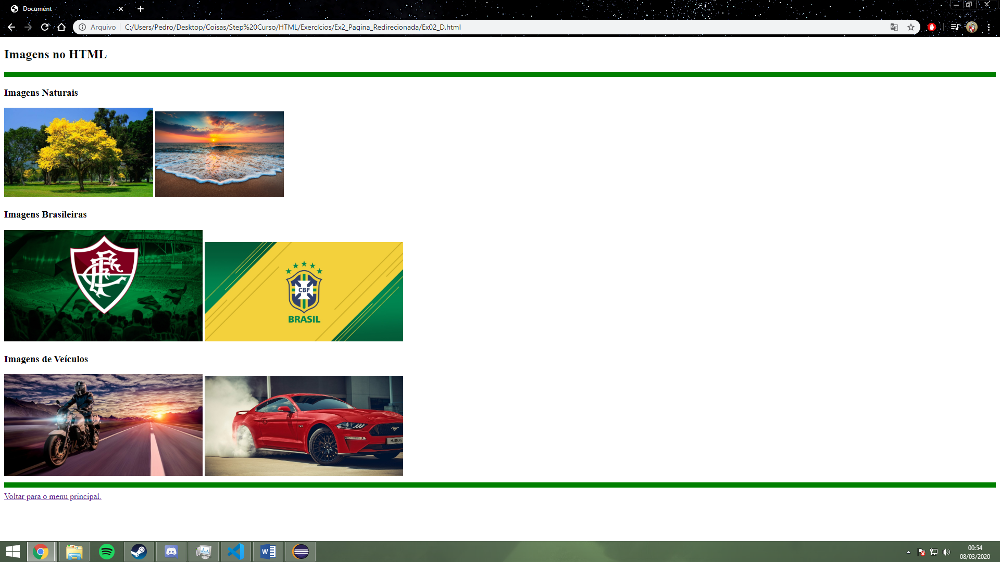 Document
Arquivo | C:/Users/Pedro/Desktop/Coisas/Step%20Curso/HTML/Exercícios/Ex2_Pagina_Redirecionada/Ex02_D.html
Imagens no HTML
Imagens Naturais
Imagens Brasileiras
CBF
BRASIL
Imagens de Veículos
MUSTANG
Voltar para o menu principal.
00:54
08/03/2020